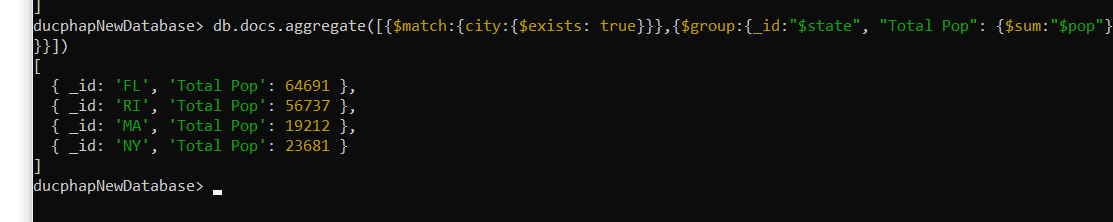 ]
ducphapNewDatabase> db.docs.aggregate([{$match:{city:{$exists: true}}},{$group:{_id:"$state", "Total Pop": {$sum:"$pop"}
}}])
[
  { _id: 'FL', 'Total Pop': 64691 },
  { _id: 'RI', 'Total Pop': 56737 },
  { _id: 'MA', 'Total Pop': 19212 },
  { _id: 'NY', 'Total Pop': 23681 }
]
ducphapNewDatabase>